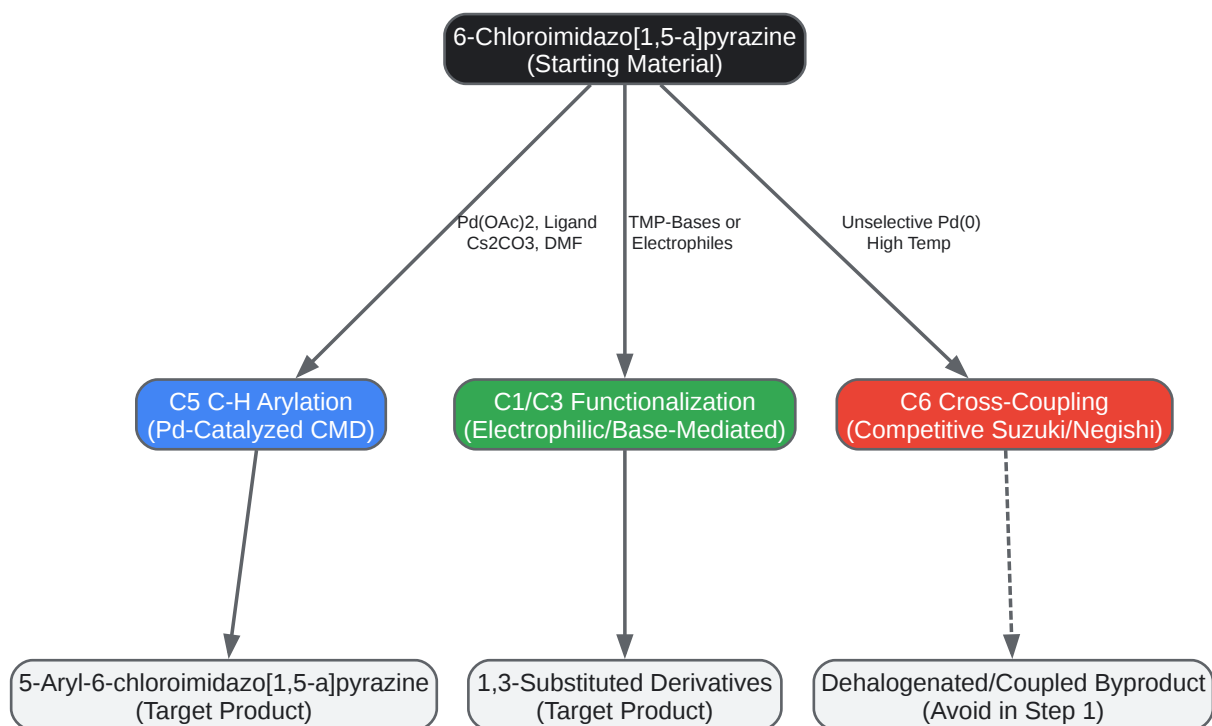 6-Chloroimidazo[1,5-a]pyrazine
(Starting Material)
Pd(OAc)2, Ligand
Cs2CO3, DMF
TMP-Bases or
Electrophiles
Unselective Pd(0)
High Temp
C5 C-H Arylation
(Pd-Catalyzed CMD)
C1/C3 Functionalization
(Electrophilic/Base-Mediated)
C6 Cross-Coupling
(Competitive Suzuki/Negishi)
5-Aryl-6-chloroimidazo[1,5-a]pyrazine
(Target Product)
1,3-Substituted Derivatives
(Target Product)
Dehalogenated/Coupled Byproduct
(Avoid in Step 1)